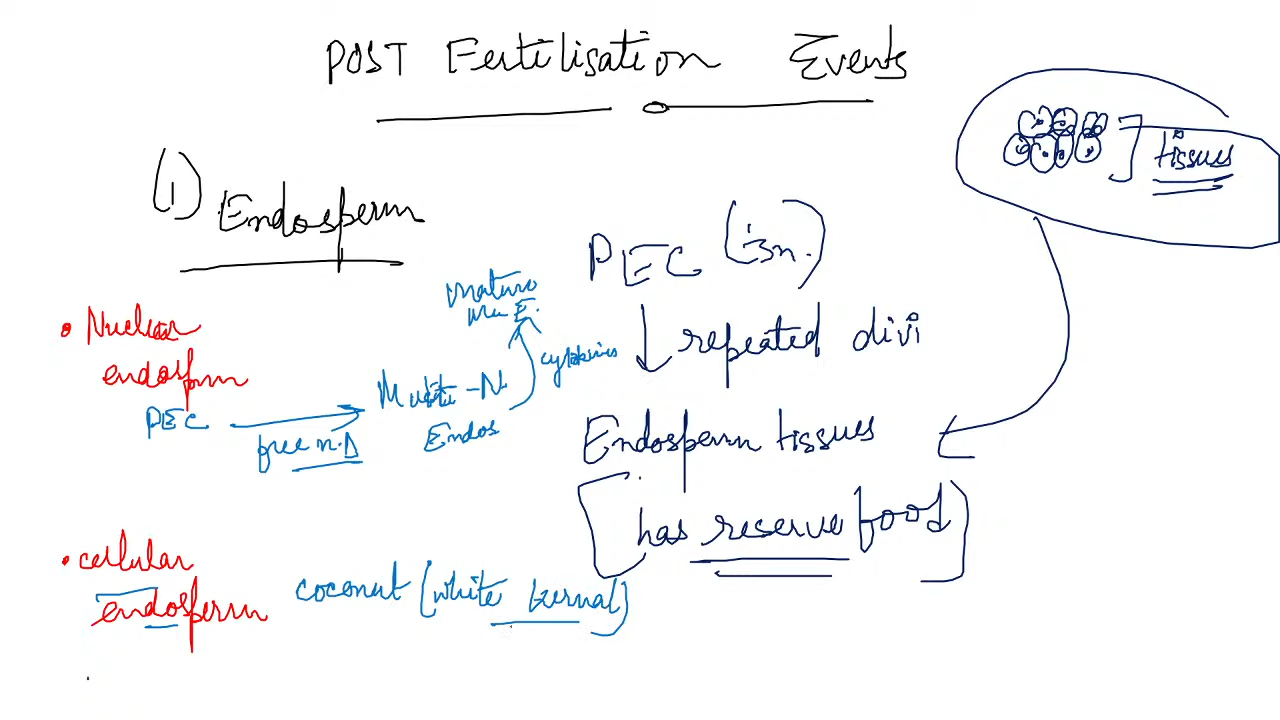 POST Fertilisation Events
tissues
(1) Endosperm
PEC (3n.)
repeated divi
Endosperm tissues
[has reserve food]
• Nuclear
endosperm
PEC
free n.D
Multi-N
Endos
cytokinis
mature
• cellular
endosperm
coconut (white kernal)